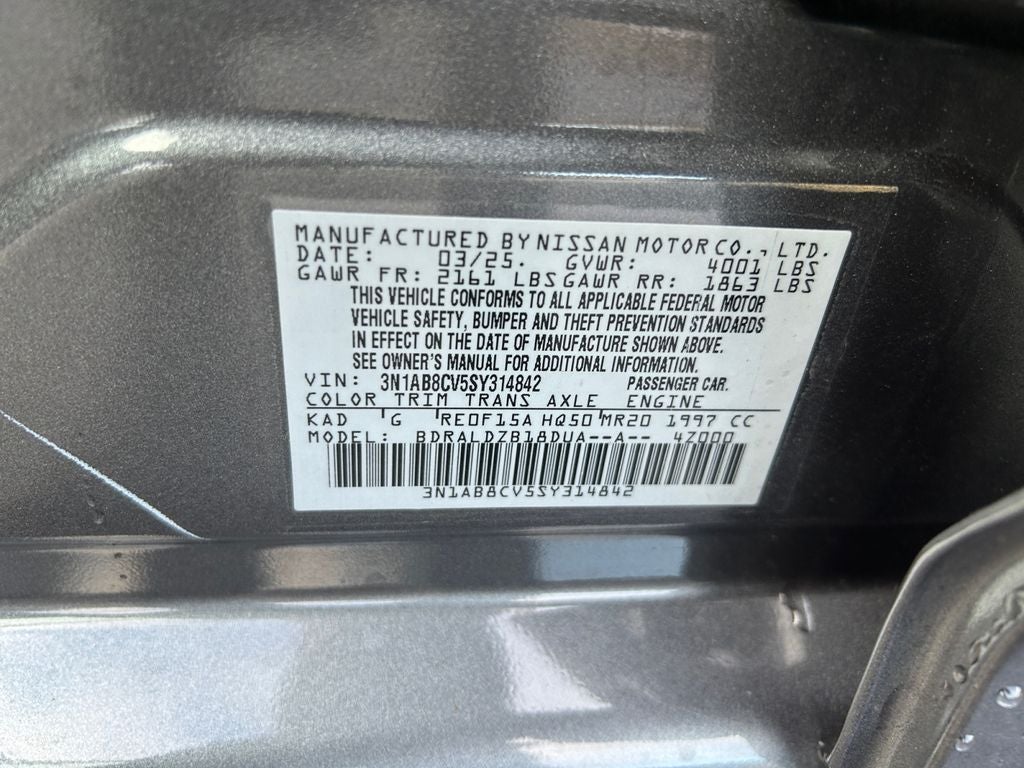 MANUFACTURED BY NISSAN MOTOR CO., LTD.
DATE: 03/25. GVWR: 4001 LBS
GAWR FR: 2161 LBS GAWR RR: 1863 LBS
THIS VEHICLE CONFORMS TO ALL APPLICABLE FEDERAL MOTOR
VEHICLE SAFETY, BUMPER AND THEFT PREVENTION STANDARDS
IN EFFECT ON THE DATE OF MANUFACTURE SHOWN ABOVE.
SEE OWNER'S MANUAL FOR ADDITIONAL INFORMATION.
VIN: 3N1AB8CV5SY314842 PASSENGER CAR.
COLOR TRIM TRANS AXLE ENGINE
KAD G RE0F15A HQ50 MR20 1997 CC
MODEL: BDRALDZB18DUA--A-- 4Z000
3N1AB8CV5SY314842